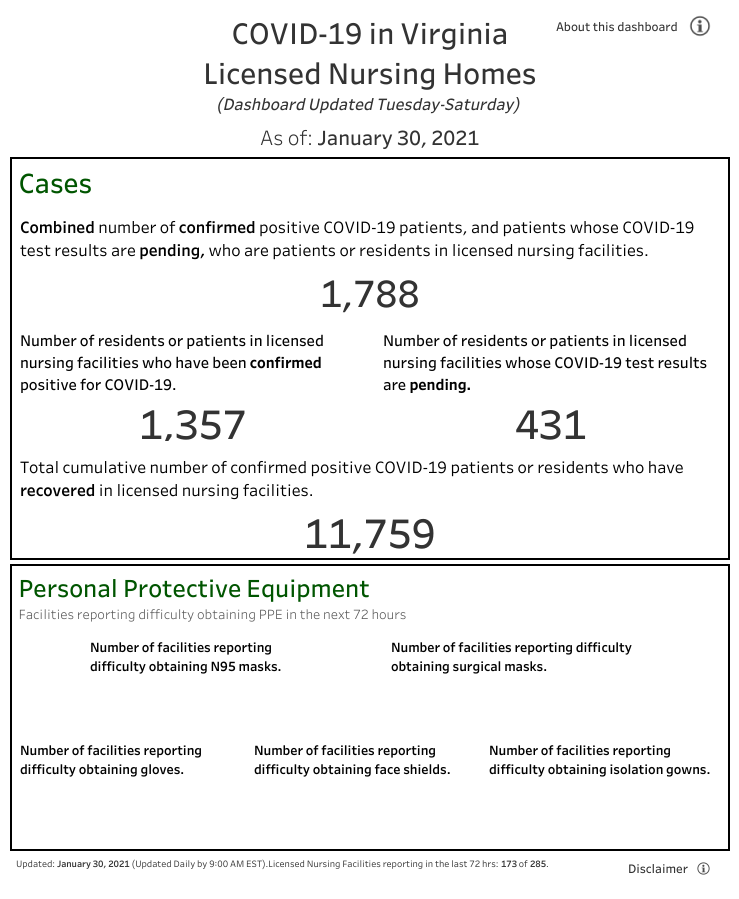 COVID-19 in Virginia
Licensed Nursing Homes
About this dashboard
(Dashboard Updated Tuesday-Saturday)
As of: January 30, 2021
Cases
Combined number of confirmed positive COVID-19 patients, and patients whose COVID-19
test results are pending, who are patients or residents in licensed nursing facilities.
1,788
Number of residents or patients in licensed
nursing facilities who have been confirmed
positive for COVID-19.
1,357
Number of residents or patients in licensed
nursing facilities whose COVID-19 test results
are pending.
431
Total cumulative number of confirmed positive COVID-19 patients or residents who have
recovered in licensed nursing facilities.
11,759
Personal Protective Equipment
Facilities reporting difficulty obtaining PPE in the next 72 hours
Number of facilities reporting
difficulty obtaining N95 masks.
Number of facilities reporting difficulty
obtaining surgical masks.
Number of facilities reporting
difficulty obtaining gloves.
Number of facilities reporting
difficulty obtaining face shields.
Number of facilities reporting
difficulty obtaining isolation gowns.
Updated: January 30, 2021 (Updated Daily by 9:00 AM EST).Licensed Nursing Facilities reporting in the last 72 hrs: 173 of 285.
Disclaimer